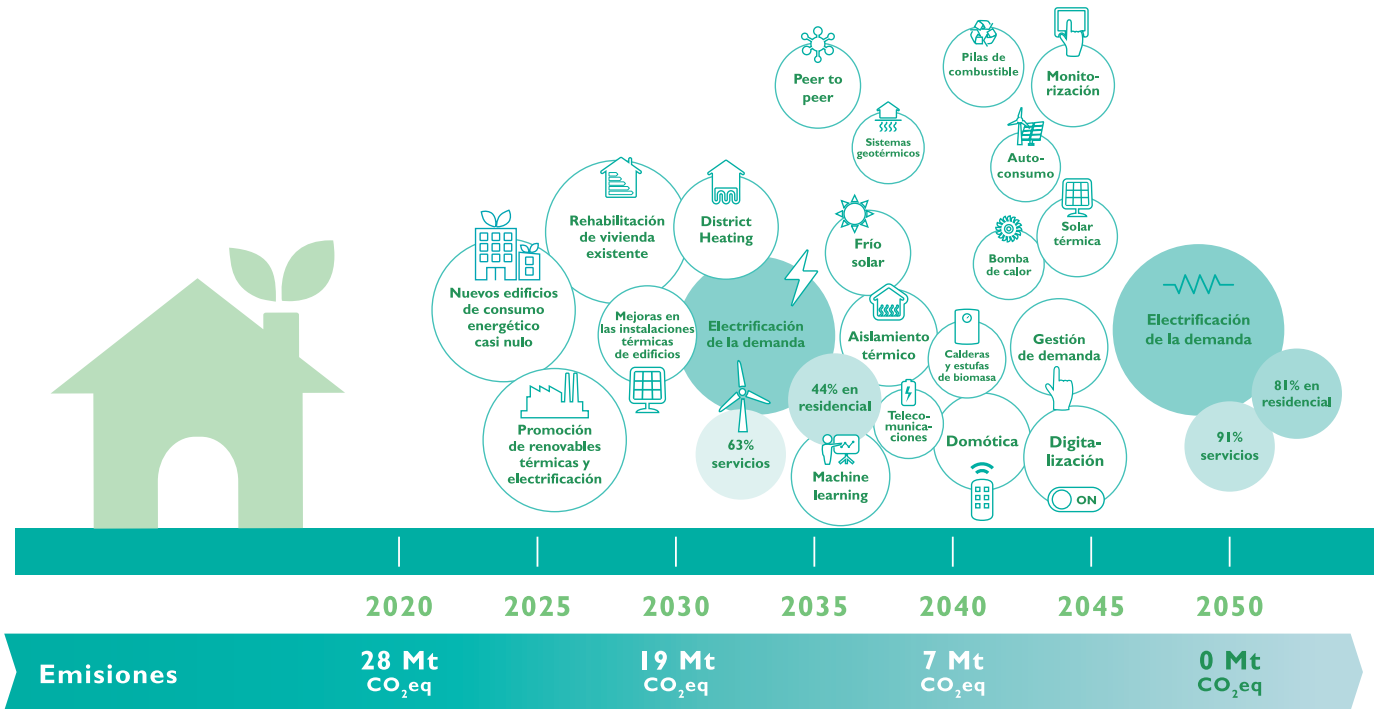 Peer to
peer
Pilas de
combustible
Monito-
rización
Sistemas
geotérmicos
Auto-
consumo
Rehabilitación
de vivienda
existente
District
Heating
Frío
solar
Solar
térmica
Bomba
de calor
Nuevos edificios
de consumo
energético
casi nulo
Mejoras en
las instalaciones
térmicas
de edificios
Electrificación
de la demanda
Aislamiento
térmico
Calderas
y estufas
de biomasa
Gestión
de demanda
Electrificación
de la demanda
44% en
residencial
81% en
residencial
Promoción
de renovables
térmicas y
electrificación
63%
servicios
Teleco-
munica-
ciones
Machine
learning
Domótica
Digita-
lización
ON
91%
servicios
2020
2025
2030
2035
2040
2045
2050
Emisiones
28 Mt
CO₂eq
19 Mt
CO₂eq
7 Mt
CO₂eq
0 Mt
CO₂eq